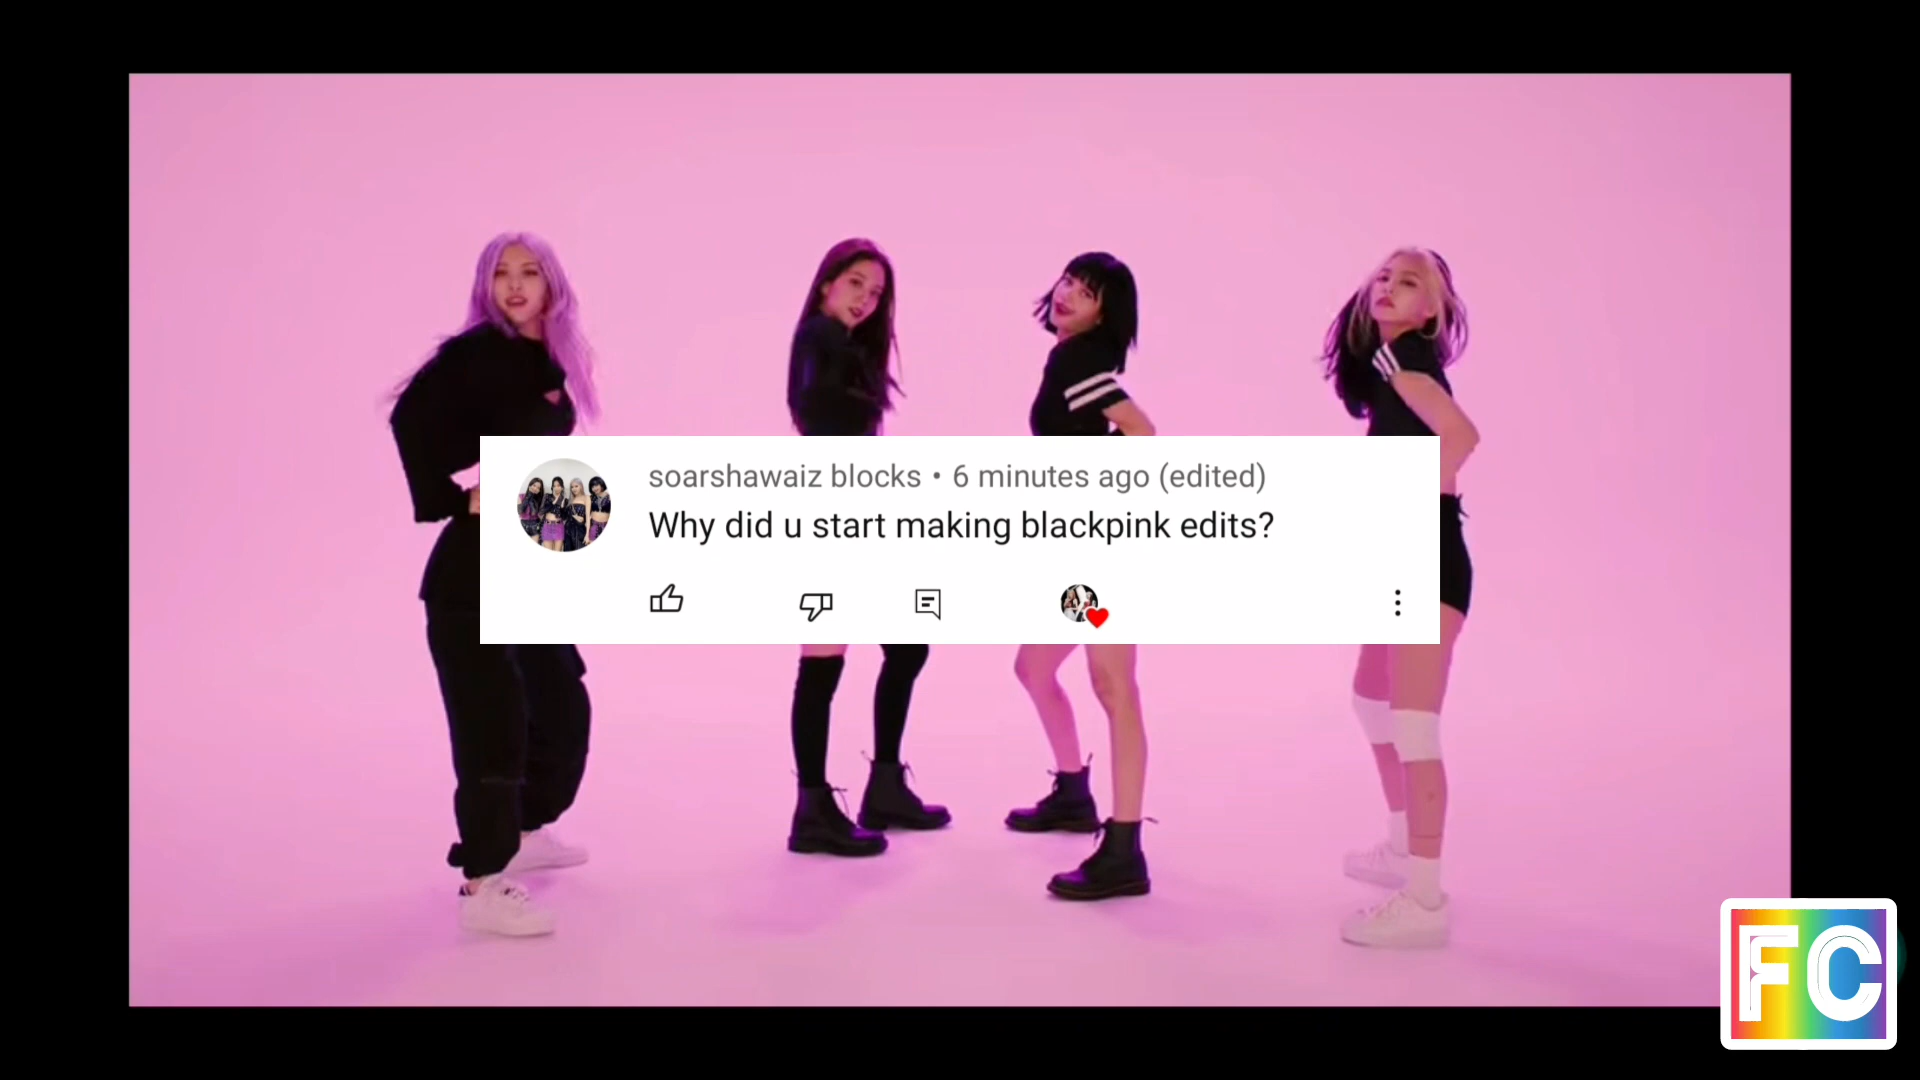 soarshawaiz blocks • 6 minutes ago (edited)
Why did u start making blackpink edits?
FC